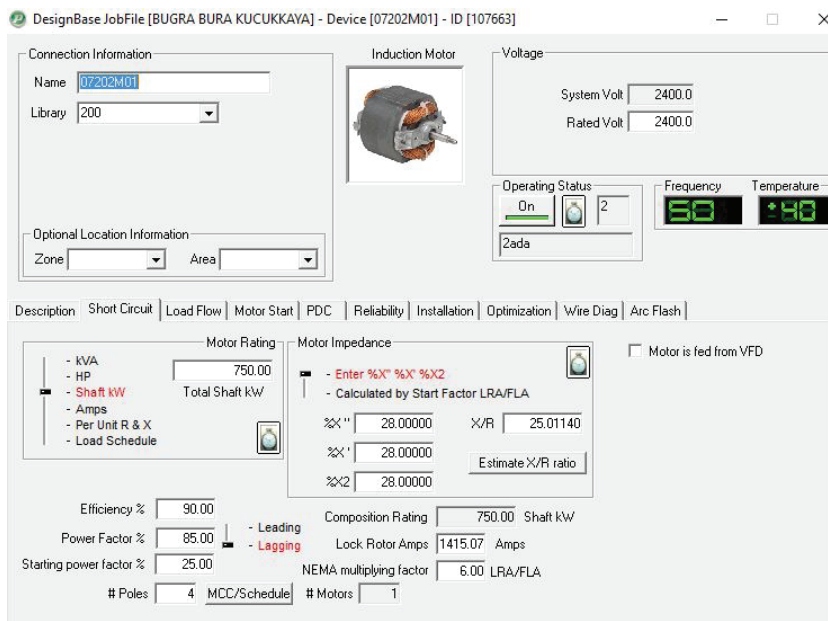 DesignBase JobFile [BUGRA BURA KUCUKKAYA] - Device [07202M01] - ID [107663]
Connection Information
Name 07202M01
Library 200
Optional Location Information
Zone Area
Induction Motor
Voltage
System Volt 2400.0
Rated Volt 2400.0
Operating Status
On 2
2ada
Frequency
50
Temperature
±40
Description Short Circuit Load Flow Motor Start PDC Reliability Installation Optimization Wire Diag Arc Flash
Motor Rating
- kVA
- HP
- Shaft kW
- Amps
- Per Unit R & X
- Load Schedule
750.00
Total Shaft kW
Motor Impedance
- Enter %X'' %X' %X2
- Calculated by Start Factor LRA/FLA
%X '' 28.00000 X/R 25.01140
%X ' 28.00000
Estimate X/R ratio
%X2 28.00000
Motor is fed from VFD
Efficiency % 90.00
Power Factor % 85.00
- Leading
- Lagging
Starting power factor % 25.00
# Poles 4 MCC/Schedule # Motors 1
Composition Rating 750.00 Shaft kW
Lock Rotor Amps 1415.07 Amps
NEMA multiplying factor 6.00 LRA/FLA